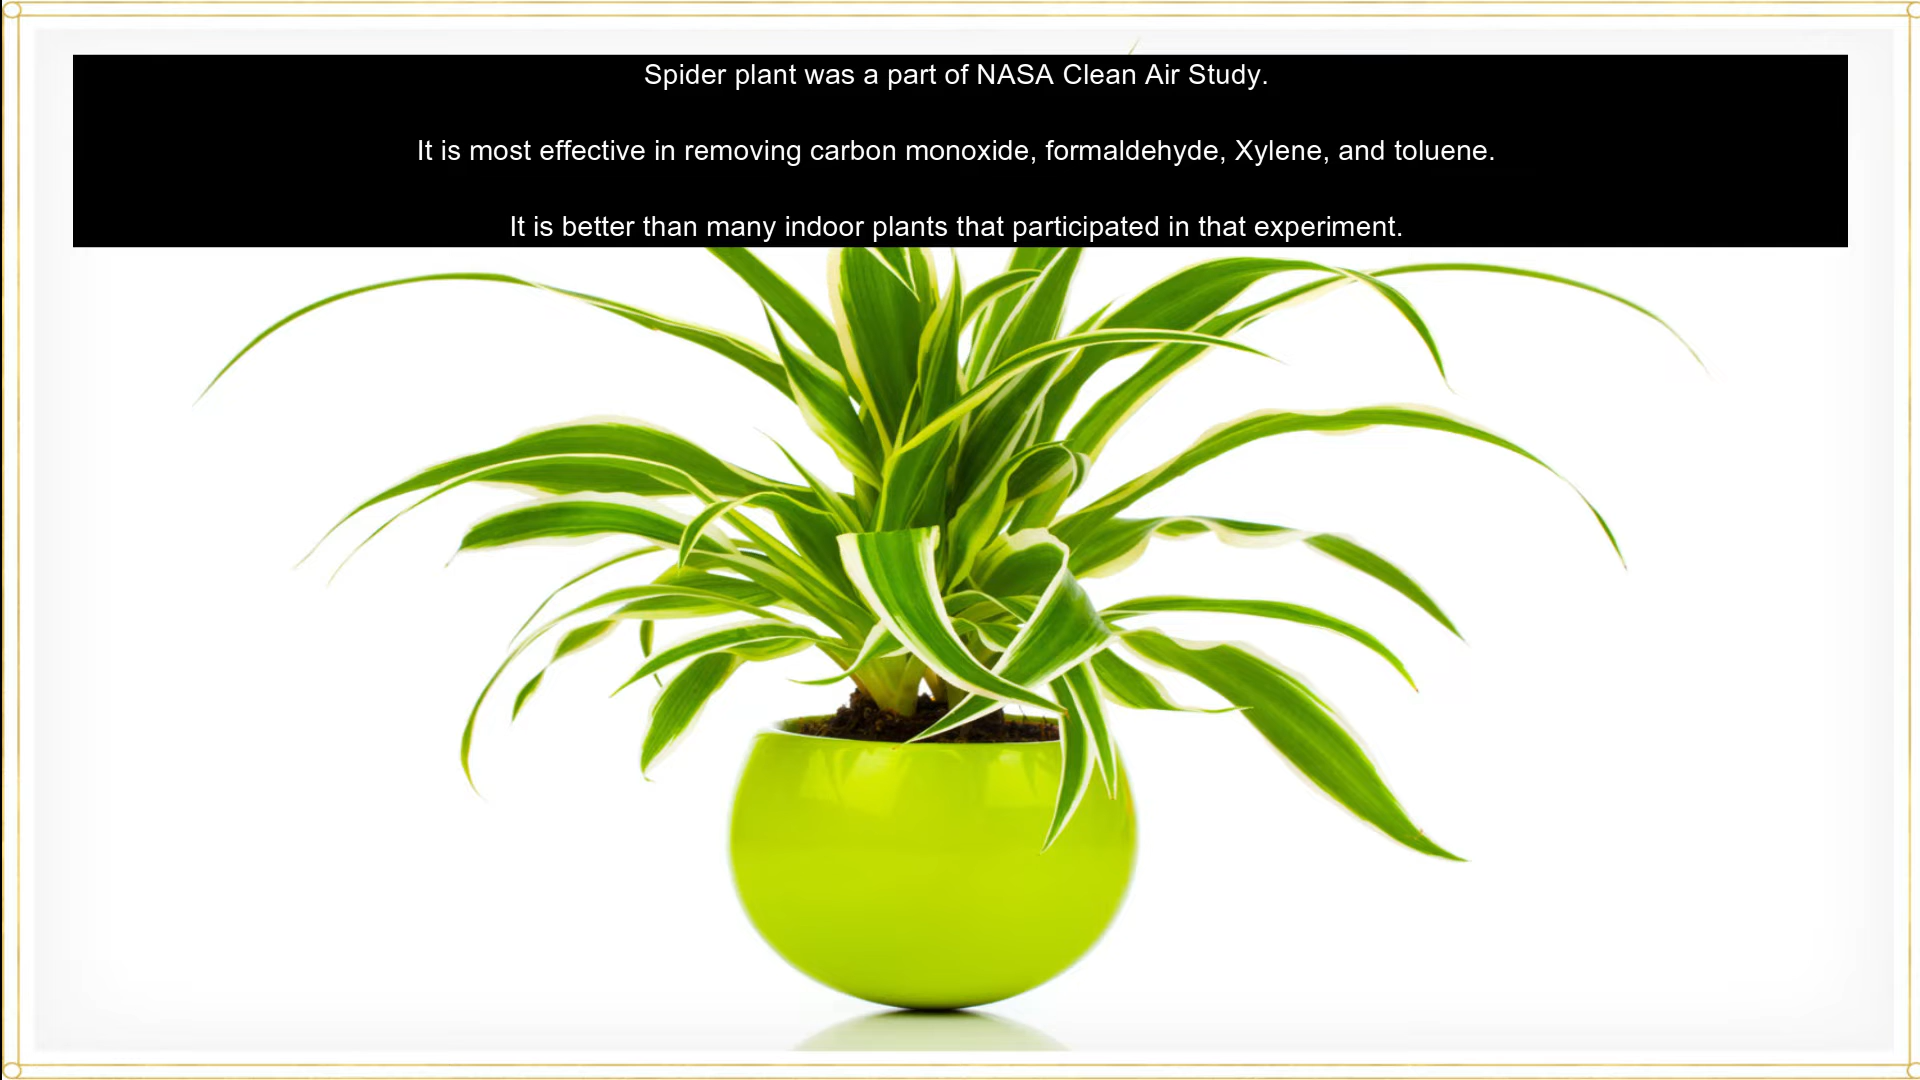 Spider plant was a part of NASA Clean Air Study.
It is most effective in removing carbon monoxide, formaldehyde, Xylene, and toluene.
It is better than many indoor plants that participated in that experiment.